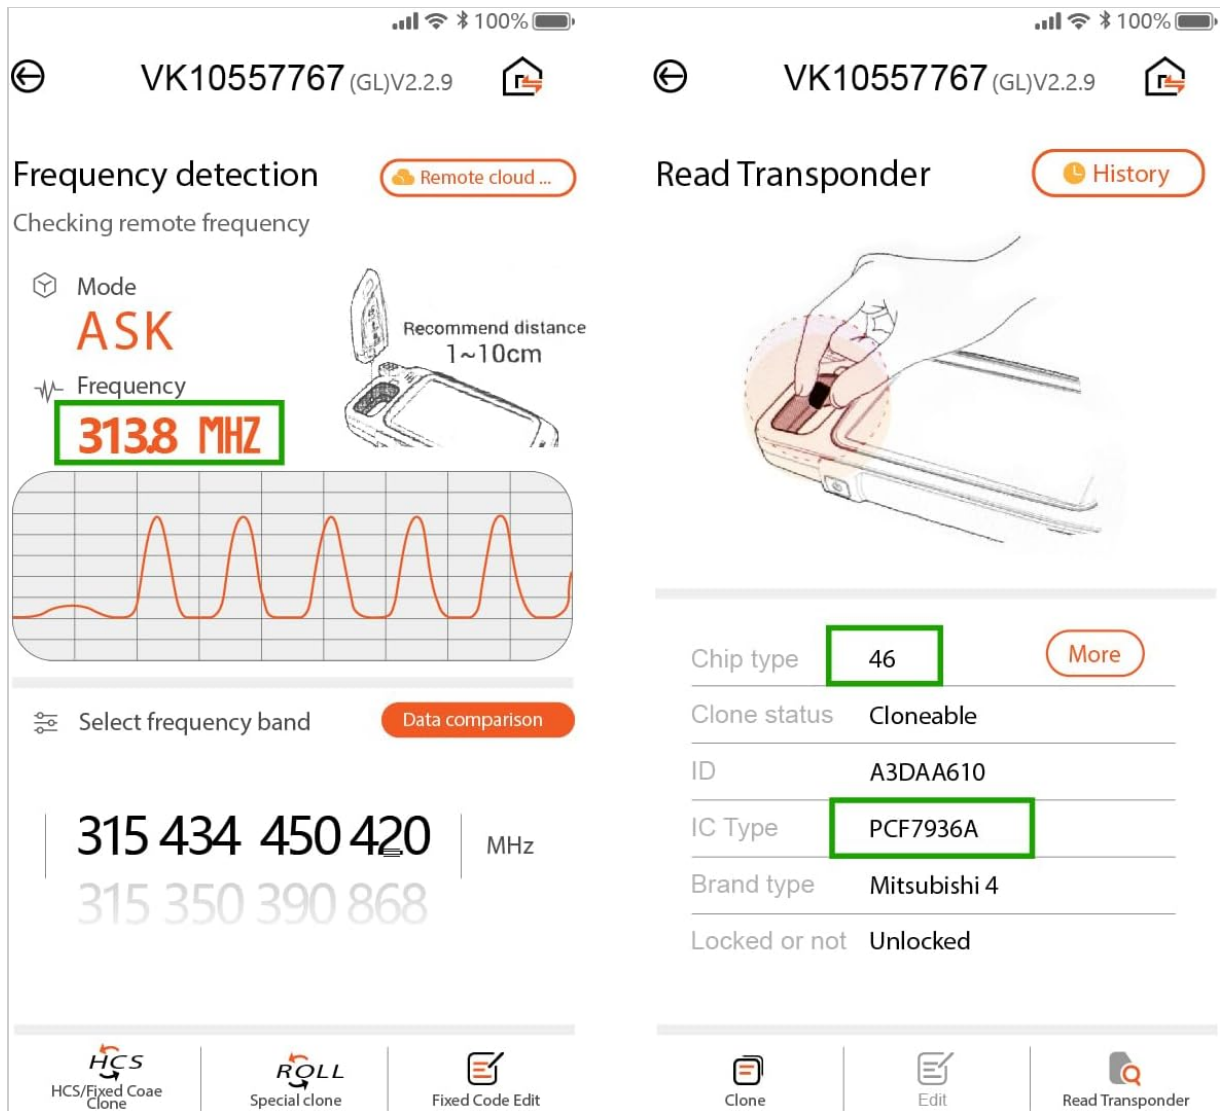 100%
VK10557767 (GL)V2.2.9
Frequency detection
Remote cloud ...
Checking remote frequency
Mode
ASK
Recommend distance
1~10cm
Frequency
313.8 MHZ
Select frequency band
Data comparison
315 434 450 420
MHz
315 350 390 868
HCS
HCS/Fixed Coae
Clone
ROLL
Special clone
Fixed Code Edit
100%
VK10557767 (GL)V2.2.9
Read Transponder
History
Chip type 46
More
Clone status Cloneable
ID A3DAA610
IC Type PCF7936A
Brand type Mitsubishi 4
Locked or not Unlocked
Clone
Edit
Read Transponder